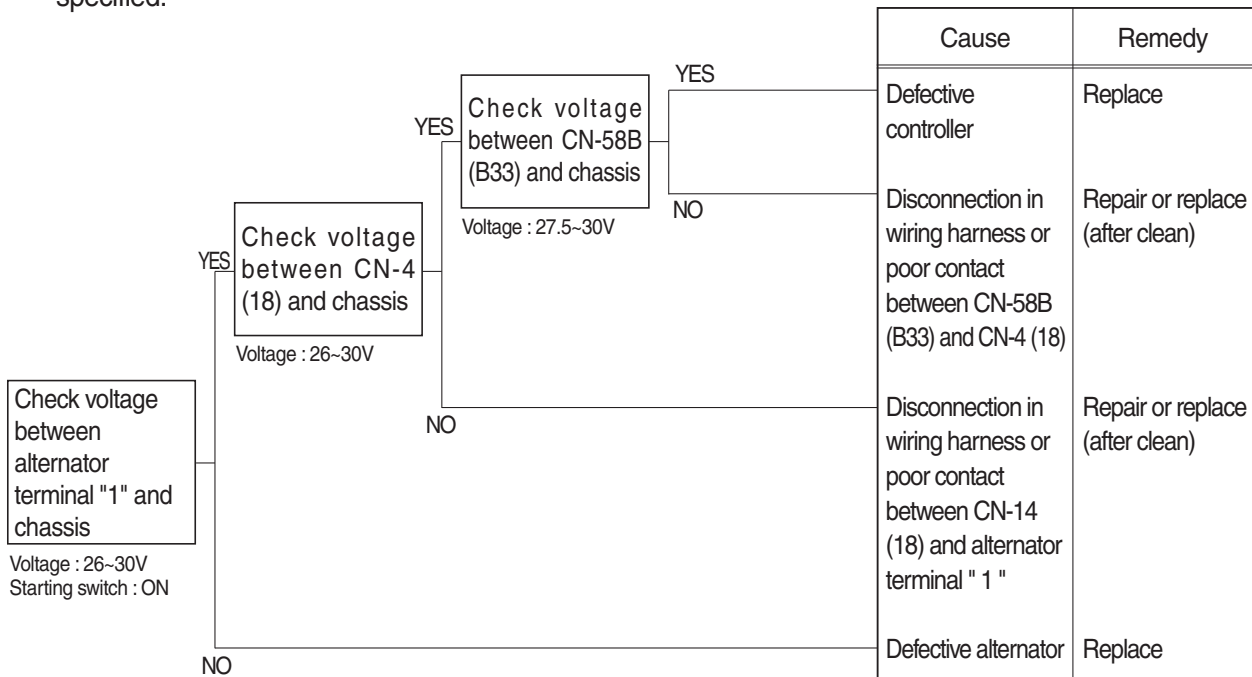 specified.
Cause
Remedy
YES
Check voltage
between CN-58B
(B33) and chassis
YES
Defective
controller
Replace
NO
Voltage : 27.5~30V
Disconnection in
wiring harness or
poor contact
between CN-58B
(B33) and CN-4 (18)
Repair or replace
(after clean)
YES
Check voltage
between CN-4
(18) and chassis
Voltage : 26~30V
NO
Disconnection in
wiring harness or
poor contact
between CN-14
(18) and alternator
terminal " 1 "
Repair or replace
(after clean)
Check voltage
between
alternator
terminal "1" and
chassis
Voltage : 26~30V
Starting switch : ON
NO
Defective alternator
Replace